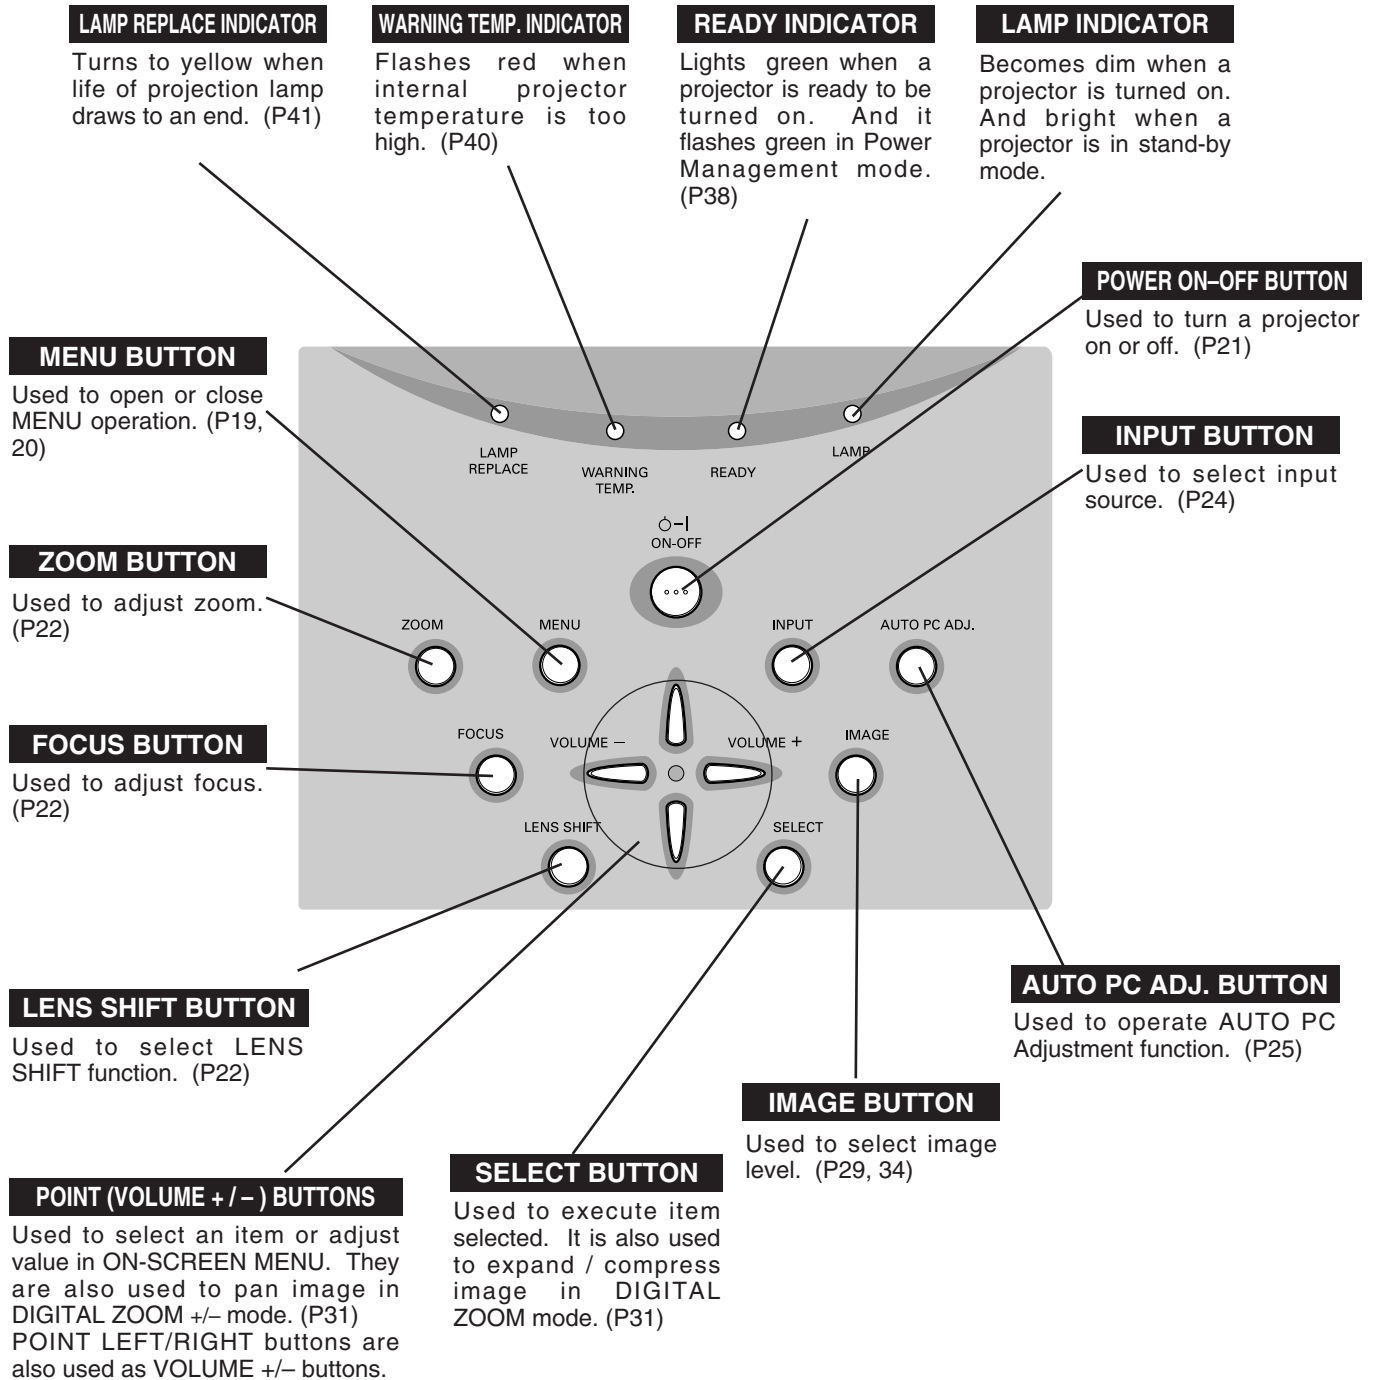 LAMP REPLACE INDICATOR
Turns to yellow when
life of projection lamp
draws to an end. (P41)
WARNING TEMP. INDICATOR
Flashes red when
internal projector
temperature is too
high. (P40)
READY INDICATOR
Lights green when a
projector is ready to be
turned on. And it
flashes green in Power
Management mode.
(P38)
LAMP INDICATOR
Becomes dim when a
projector is turned on.
And bright when a
projector is in stand-by
mode.
POWER ON–OFF BUTTON
Used to turn a projector
on or off. (P21)
MENU BUTTON
Used to open or close
MENU operation. (P19,
20)
INPUT BUTTON
Used to select input
source. (P24)
ZOOM BUTTON
Used to adjust zoom.
(P22)
FOCUS BUTTON
Used to adjust focus.
(P22)
LAMP
REPLACE
WARNING
TEMP.
READY
LAMP
ON-OFF
ZOOM
MENU
INPUT
AUTO PC ADJ.
FOCUS
VOLUME –
VOLUME +
IMAGE
LENS SHIFT
SELECT
LENS SHIFT BUTTON
Used to select LENS
SHIFT function. (P22)
AUTO PC ADJ. BUTTON
Used to operate AUTO PC
Adjustment function. (P25)
IMAGE BUTTON
Used to select image
level. (P29, 34)
SELECT BUTTON
Used to execute item
selected. It is also used
to expand / compress
image in DIGITAL
ZOOM mode. (P31)
POINT (VOLUME + / – ) BUTTONS
Used to select an item or adjust
value in ON-SCREEN MENU. They
are also used to pan image in
DIGITAL ZOOM +/– mode. (P31)
POINT LEFT/RIGHT buttons are
also used as VOLUME +/– buttons.